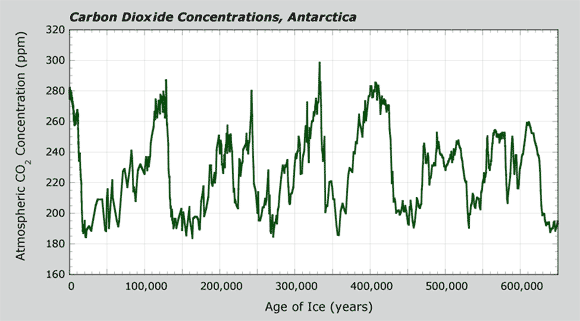 Carbon Dioxide Concentrations, Antarctica
320
300
280
260
240
220
200
180
160
Atmospheric CO2 Concentration (ppm)
0 100,000 200,000 300,000 400,000 500,000 600,000
Age of Ice (years)